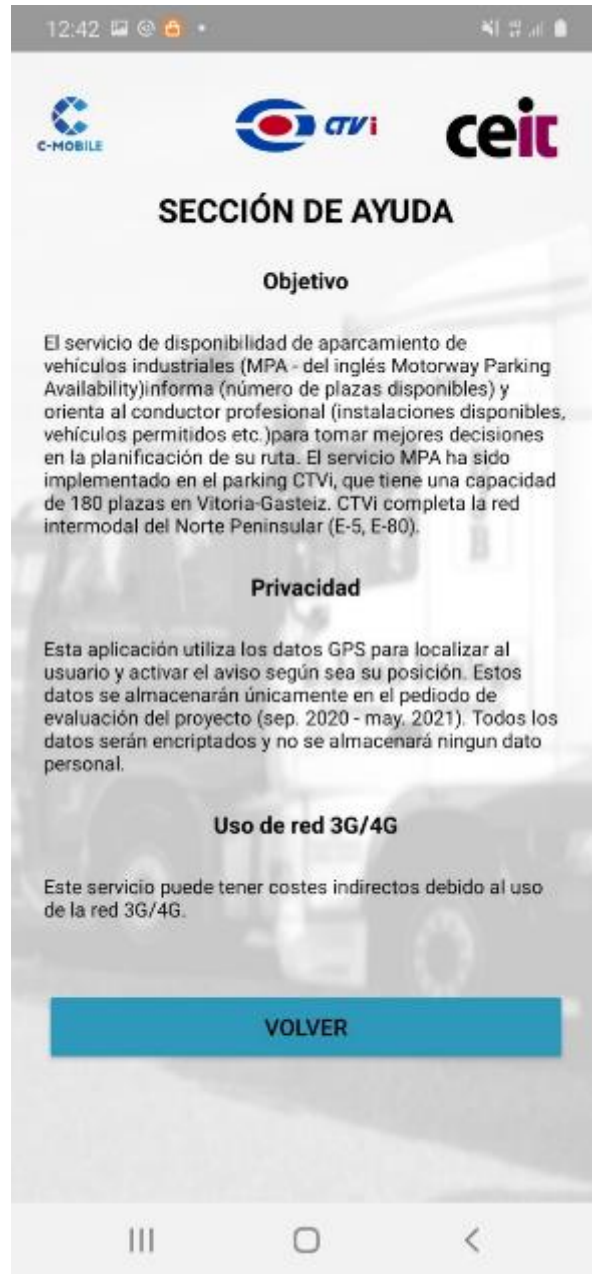 12:42
C-MOBILE
CTVi
ceit
SECCIÓN DE AYUDA
Objetivo
El servicio de disponibilidad de aparcamiento de
vehículos industriales (MPA - del inglés Motorway Parking
Availability)informa (número de plazas disponibles) y
orienta al conductor profesional (instalaciones disponibles,
vehículos permitidos etc.)para tomar mejores decisiones
en la planificación de su ruta. El servicio MPA ha sido
implementado en el parking CTVi, que tiene una capacidad
de 180 plazas en Vitoria-Gasteiz. CTVi completa la red
intermodal del Norte Peninsular (E-5, E-80).
Privacidad
Esta aplicación utiliza los datos GPS para localizar al
usuario y activar el aviso según sea su posición. Estos
datos se almacenarán únicamente en el pediodo de
evaluación del proyecto (sep. 2020 - may. 2021). Todos los
datos serán encriptados y no se almacenará ningun dato
personal.
Uso de red 3G/4G
Este servicio puede tener costes indirectos debido al uso
de la red 3G/4G.
VOLVER